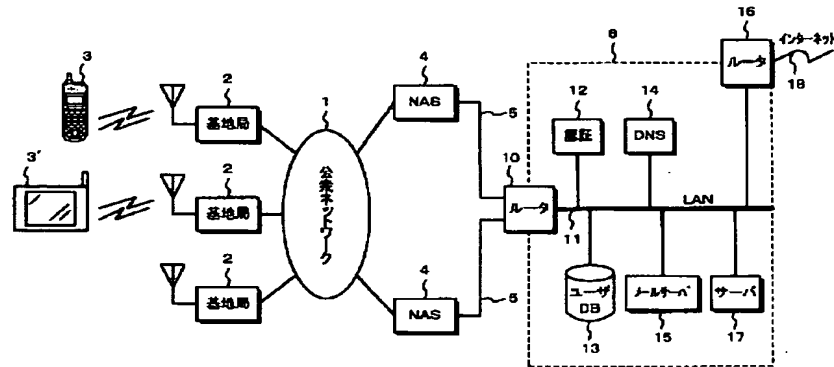 16
インターネット
ルータ
18
3
2
基地局
4
NAS
8
5
12
認証
14
DNS
1
公衆ネットワーク
3'
2
基地局
10
ルータ
11
LAN
2
基地局
4
NAS
5
ユーザ
DB
13
メールサーバ
15
サーバ
17